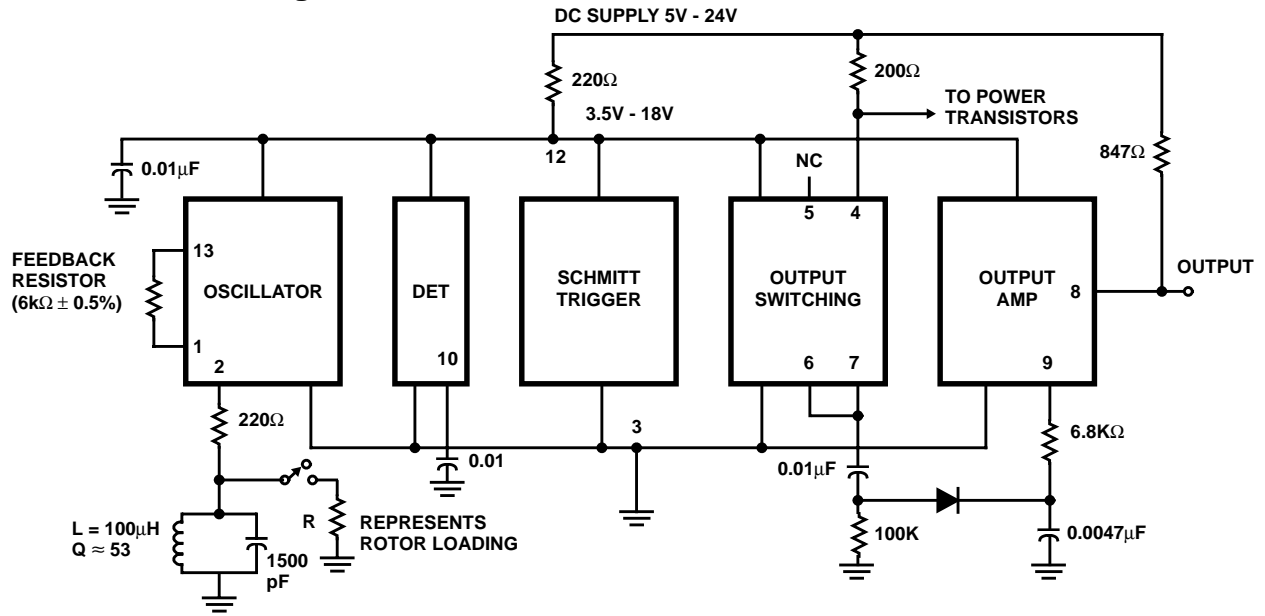 DC SUPPLY 5V - 24V
220Ω
200Ω
TO POWER
TRANSISTORS
3.5V - 18V
0.01μF
12
NC
847Ω
5
4
13
FEEDBACK
RESISTOR
(6kΩ ± 0.5%)
OSCILLATOR
DET
SCHMITT
TRIGGER
OUTPUT
SWITCHING
OUTPUT
AMP
8
OUTPUT
1
2
10
6
7
9
220Ω
3
6.8KΩ
0.01
0.01μF
L = 100μH
Q ≈ 53
1500
pF
R
REPRESENTS
ROTOR LOADING
100K
0.0047μF